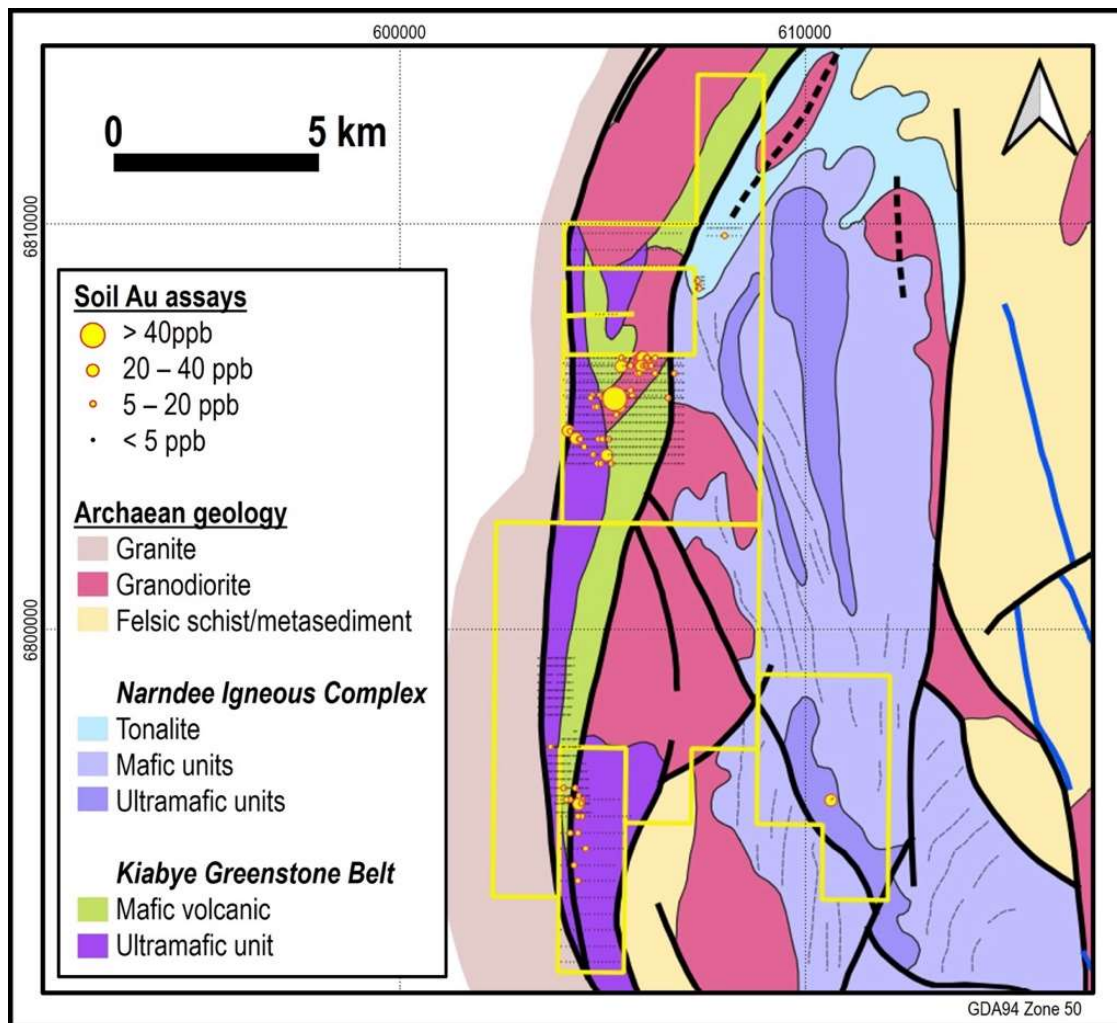 600000
610000
0 5 km
6810000
6800000
Soil Au assays
> 40ppb
20 – 40 ppb
5 – 20 ppb
< 5 ppb
Archaean geology
Granite
Granodiorite
Felsic schist/metasediment
Narndee Igneous Complex
Tonalite
Mafic units
Ultramafic units
Kiabye Greenstone Belt
Mafic volcanic
Ultramafic unit
GDA94 Zone 50